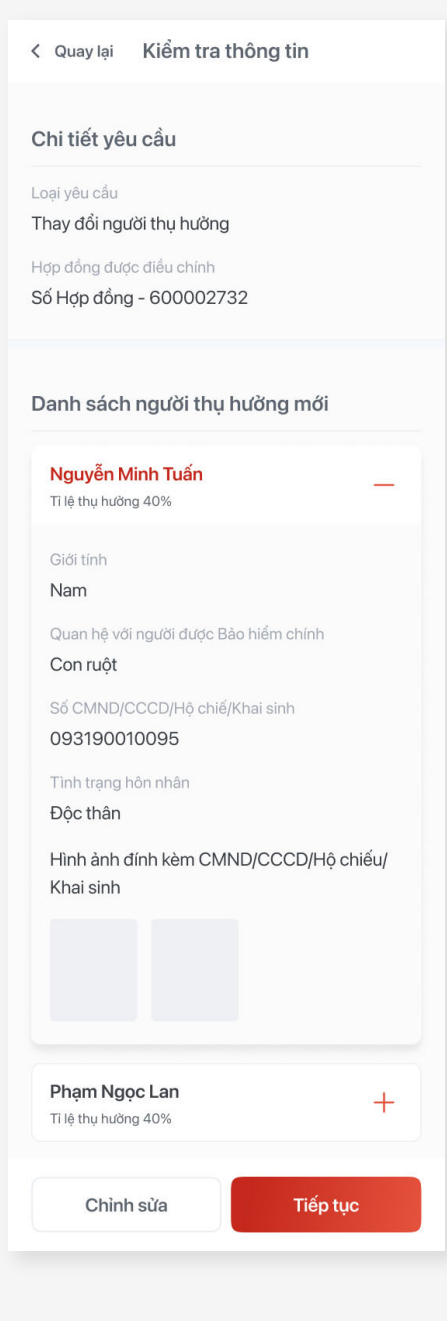 Quay lại Kiểm tra thông tin
Chi tiết yêu cầu
Loại yêu cầu
Thay đổi người thụ hưởng
Hợp đồng được điều chính
Số Hợp đồng - 600002732
Danh sách người thụ hưởng mới
Nguyễn Minh Tuấn
Tỉ lệ thụ hưởng 40%
Giới tính
Nam
Quan hệ với người được Bảo hiểm chính
Con ruột
Số CMND/CCCD/Hộ chiế/Khai sinh
093190010095
Tình trạng hôn nhân
Độc thân
Hình ảnh đính kèm CMND/CCCD/Hộ chiếu/
Khai sinh
Phạm Ngọc Lan
Tỉ lệ thụ hưởng 40%
Chỉnh sửa Tiếp tục